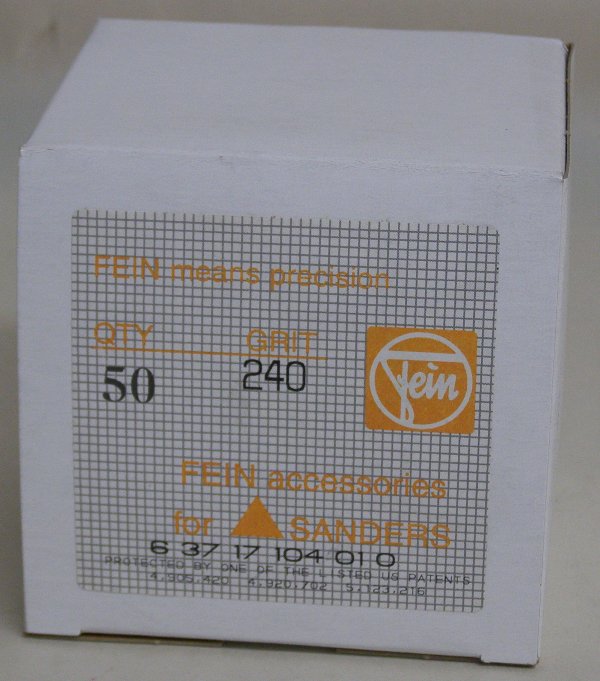 FEIN means precision
QTY GRIT
50 240
Fein
FEIN accessories
for SANDERS
6 37 17 104 01 0
PROTECTED BY ONE OF THE LISTED US PATENTS
4,905,420 4,920,702 5,123,216